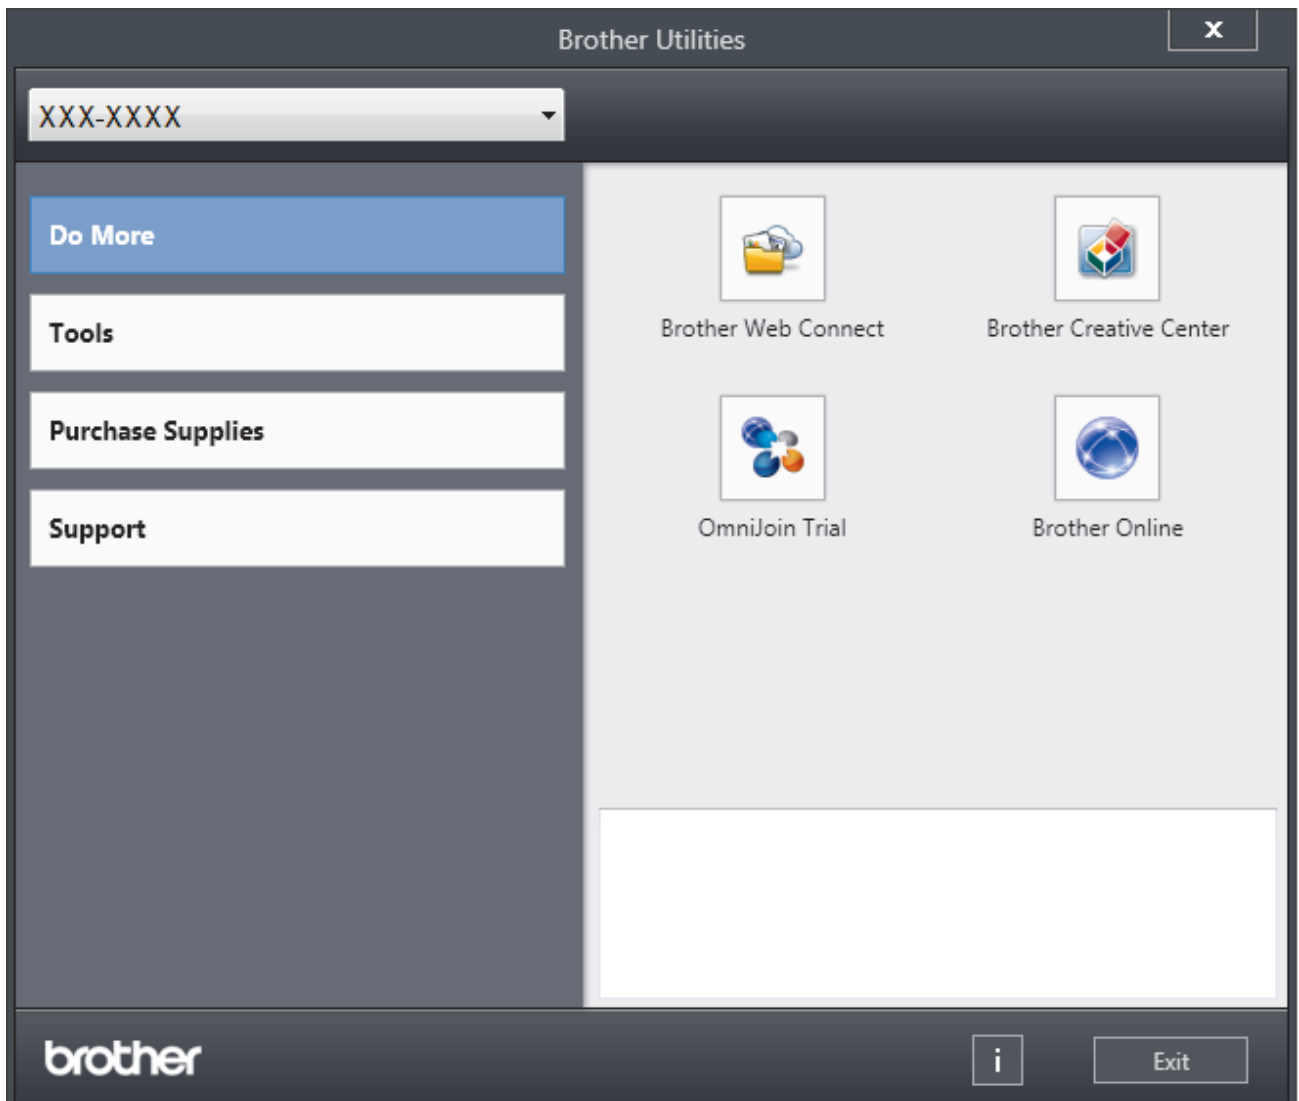 Brother Utilities
X
XXX-XXXX
Do More
Tools
Purchase Supplies
Support
Brother Web Connect
Brother Creative Center
OmniJoin Trial
Brother Online
brother
i
Exit